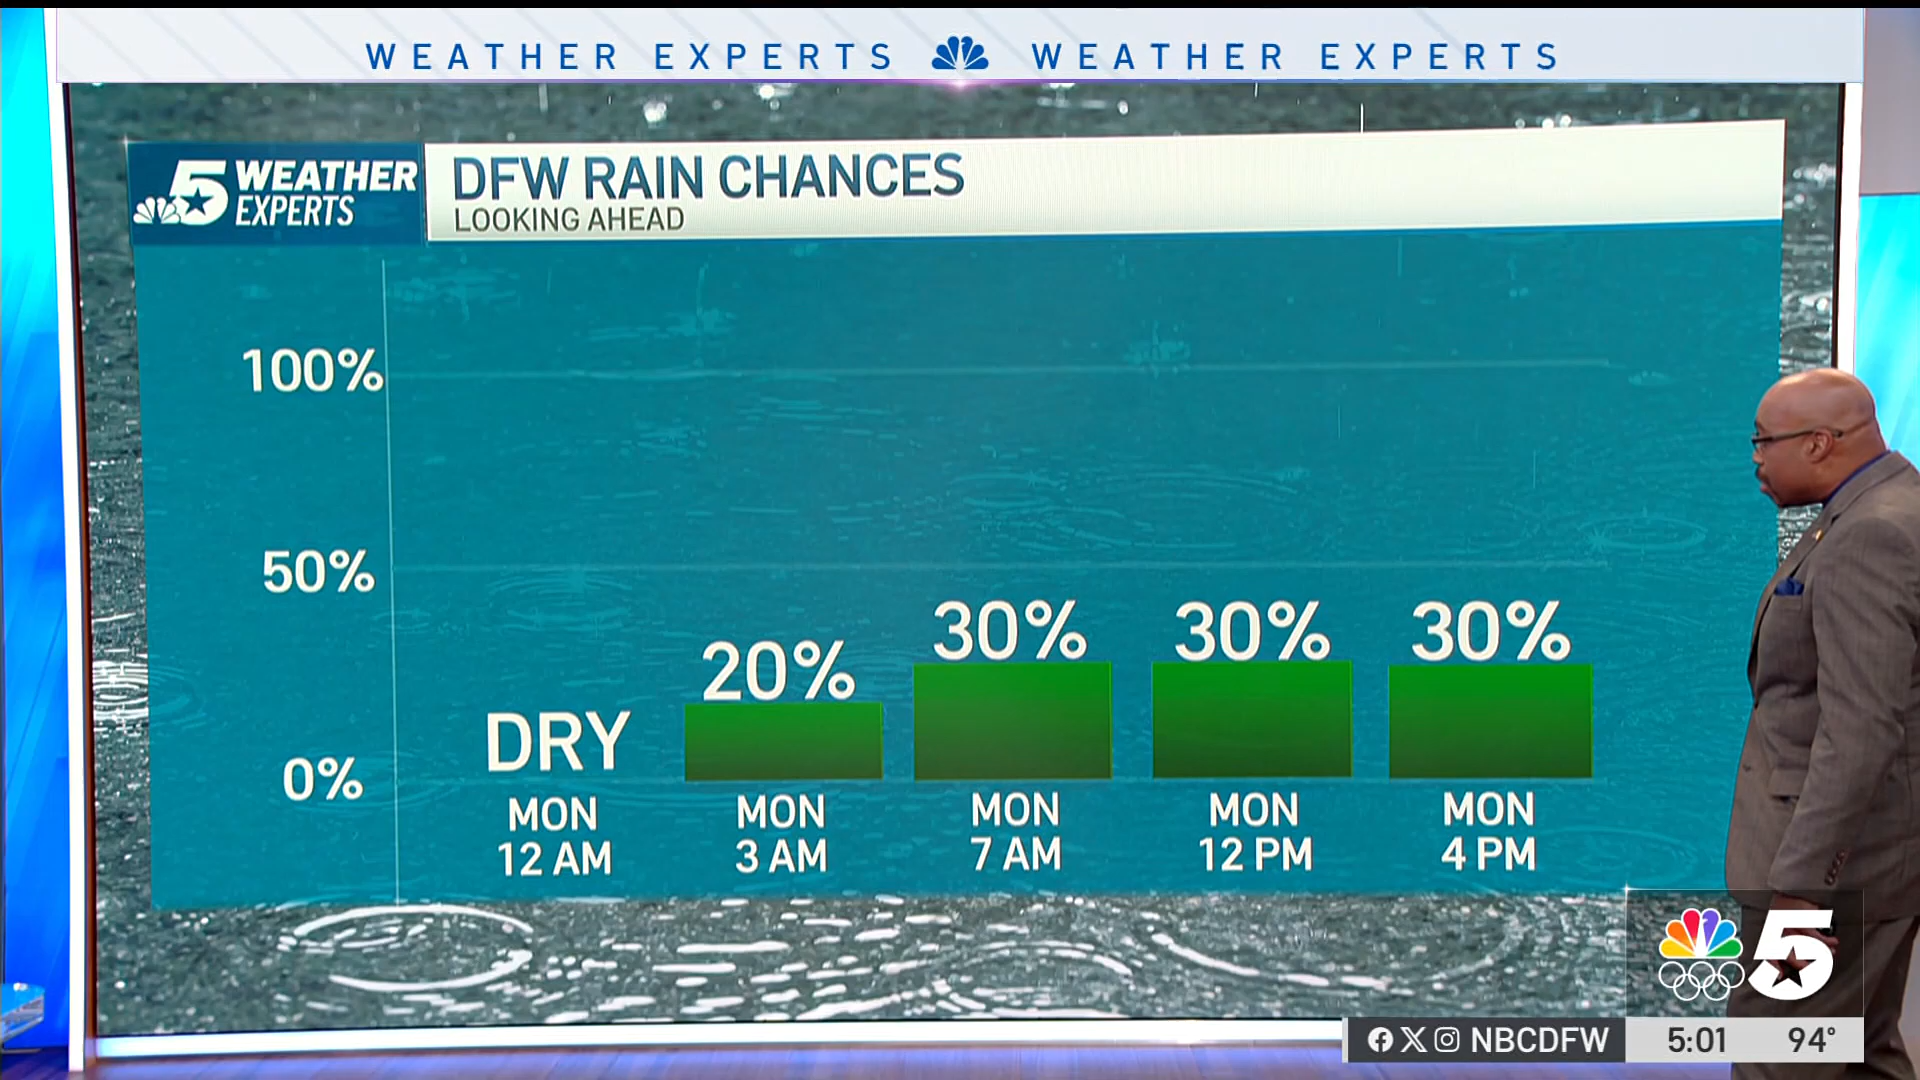 WEATHER EXPERTS WEATHER EXPERTS
5 WEATHER
EXPERTS
DFW RAIN CHANCES
LOOKING AHEAD
100%
50%
0%
DRY
20%
30%
30%
30%
MON
12 AM
MON
3 AM
MON
7 AM
MON
12 PM
MON
4 PM
5
NBCDFW
5:01
94°